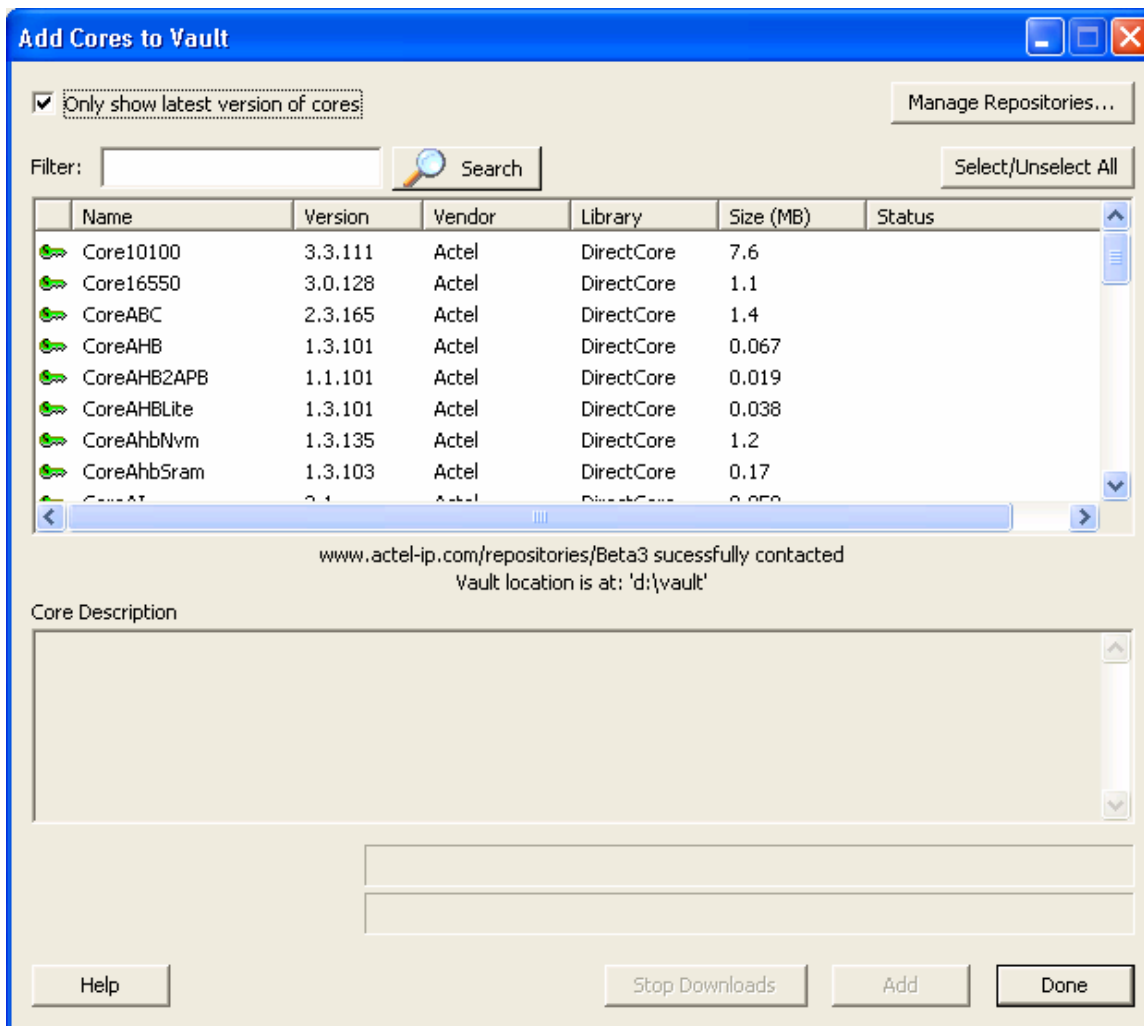 Add Cores to Vault
Only show latest version of cores
Manage Repositories...
Filter:
Search
Select/Unselect All
Name Version Vendor Library Size (MB) Status
Core10100 3.3.111 Actel DirectCore 7.6
Core16550 3.0.128 Actel DirectCore 1.1
CoreABC 2.3.165 Actel DirectCore 1.4
CoreAHB 1.3.101 Actel DirectCore 0.067
CoreAHB2APB 1.1.101 Actel DirectCore 0.019
CoreAHBLite 1.3.101 Actel DirectCore 0.038
CoreAhbNvm 1.3.135 Actel DirectCore 1.2
CoreAhbSram 1.3.103 Actel DirectCore 0.17
www.actel-ip.com/repositories/Beta3 sucessfully contacted
Vault location is at: 'd:\vault'
Core Description
Help
Stop Downloads
Add
Done